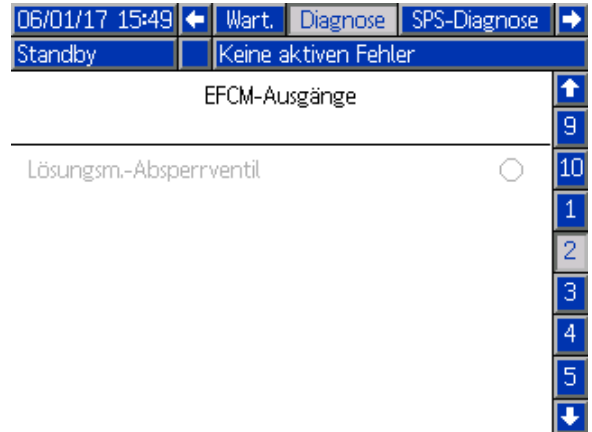 06/01/17 15:49 Wart. Diagnose SPS-Diagnose
Standby Keine aktiven Fehler
EFCM-Ausgänge
9
Lösungsm.-Absperrventil 10
1
2
3
4
5